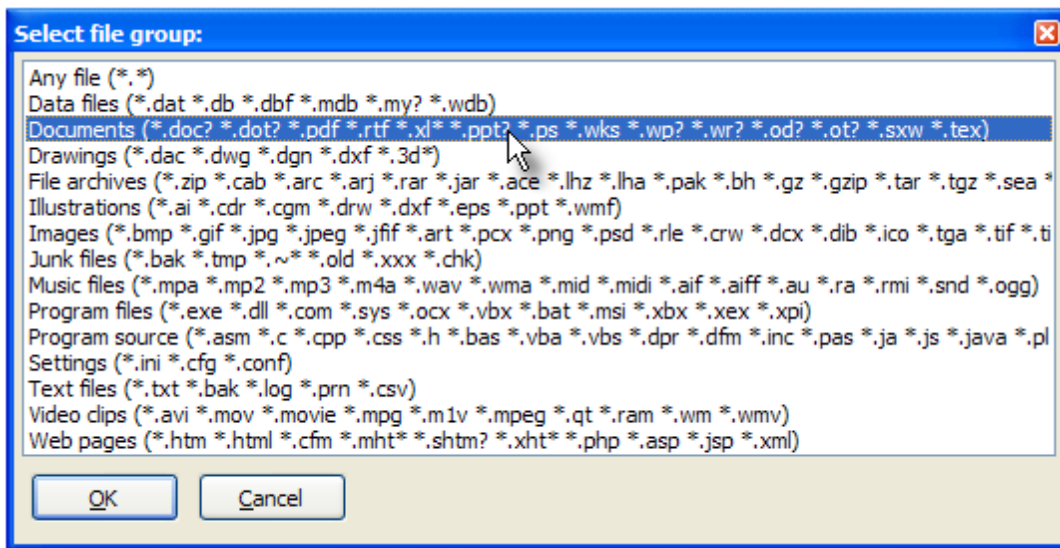 Select file group:
Any file (*.*)
Data files (*.dat *.db *.dbf *.mdb *.my? *.wdb)
Documents (*.doc? *.dot? *.pdf *.rtf *.xl* *.ppt? *.ps *.wks *.wp? *.wr? *.od? *.ot? *.sxw *.tex)
Drawings (*.dac *.dwg *.dgn *.dxf *.3d*)
File archives (*.zip *.cab *.arc *.arj *.rar *.jar *.ace *.lhz *.lha *.pak *.bh *.gz *.gzip *.tar *.tgz *.sea *
Illustrations (*.ai *.cdr *.cgm *.drw *.dxf *.eps *.ppt *.wmf)
Images (*.bmp *.gif *.jpg *.jpeg *.jfif *.art *.pcx *.png *.psd *.rle *.crw *.dcx *.dib *.ico *.tga *.tif *.ti
Junk files (*.bak *.tmp *.~* *.old *.xxx *.chk)
Music files (*.mpa *.mp2 *.mp3 *.m4a *.wav *.wma *.mid *.midi *.aif *.aiff *.au *.ra *.rmi *.snd *.ogg)
Program files (*.exe *.dll *.com *.sys *.ocx *.vbx *.bat *.msi *.xbx *.xex *.xpi)
Program source (*.asm *.c *.cpp *.css *.h *.bas *.vba *.vbs *.dpr *.dfm *.inc *.pas *.ja *.js *.java *.pl
Settings (*.ini *.cfg *.conf)
Text files (*.txt *.bak *.log *.prn *.csv)
Video clips (*.avi *.mov *.movie *.mpg *.m1v *.mpeg *.qt *.ram *.wm *.wmv)
Web pages (*.htm *.html *.cfm *.mht* *.shtm? *.xht* *.php *.asp *.jsp *.xml)
OK Cancel